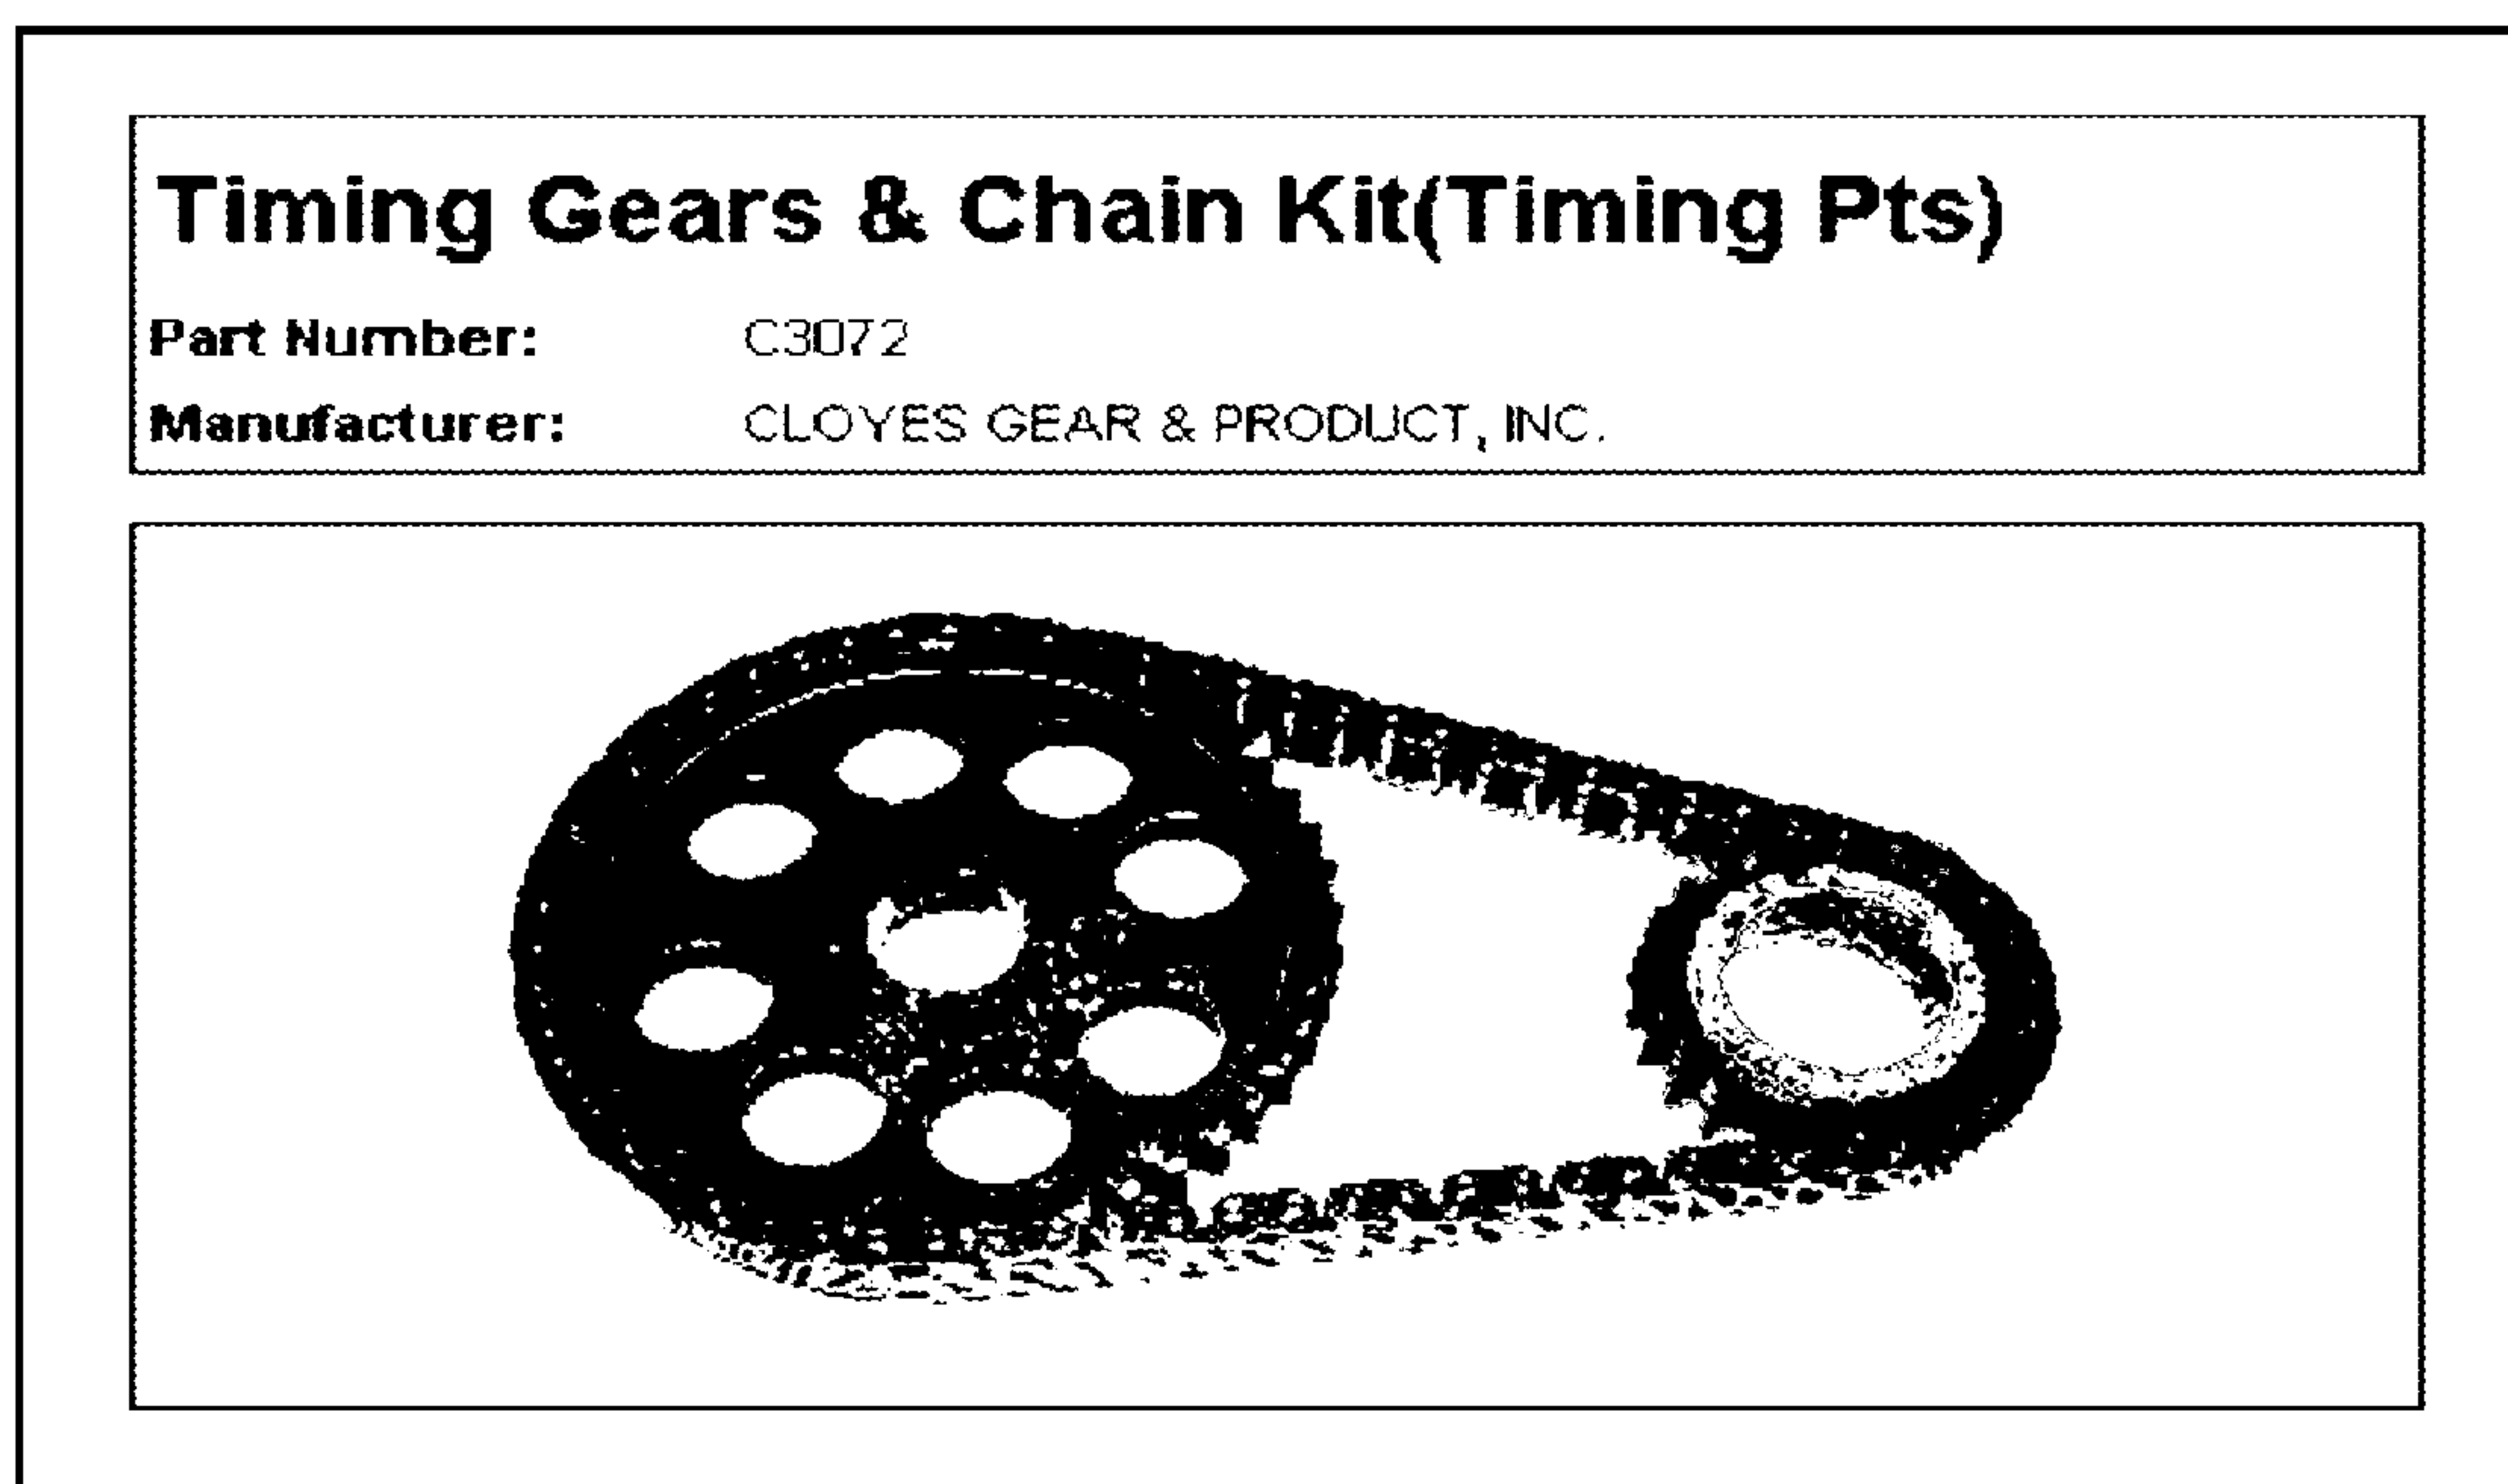 Timing Gears & Chain Kit(Timing Pts)
Part Number: C3072
Manufacturer: CLOYES GEAR & PRODUCT, INC.